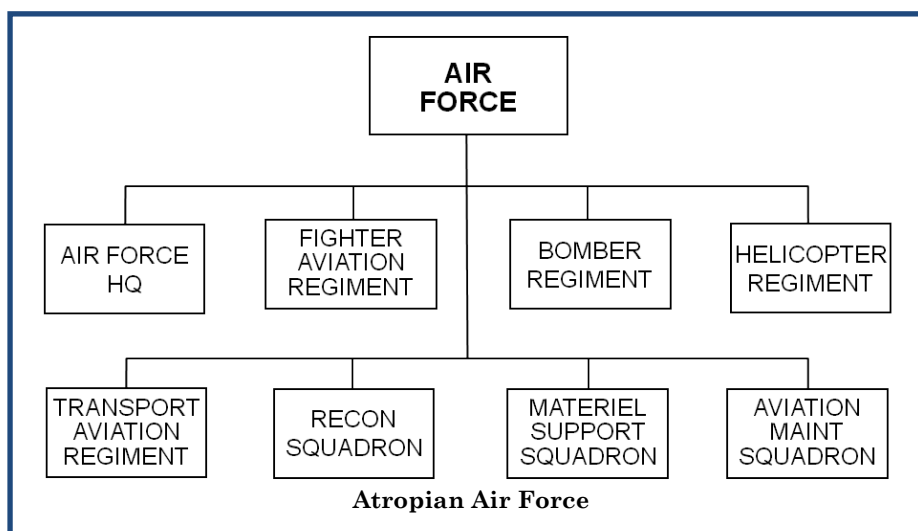 AIR
FORCE
AIR FORCE
HQ
FIGHTER
AVIATION
REGIMENT
BOMBER
REGIMENT
HELICOPTER
REGIMENT
TRANSPORT
AVIATION
REGIMENT
RECON
SQUADRON
MATERIEL
SUPPORT
SQUADRON
AVIATION
MAINT
SQUADRON
Atropian Air Force